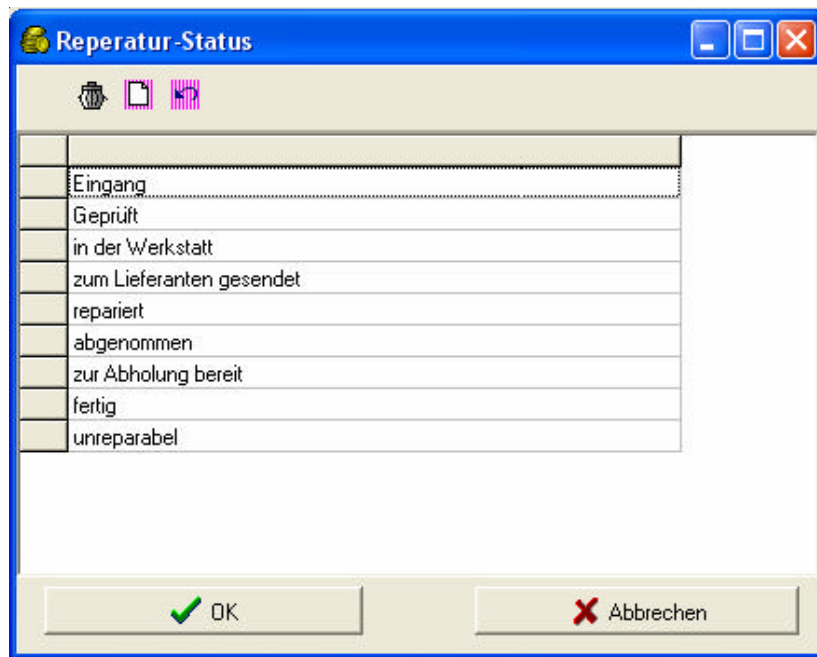 Reperatur-Status
Eingang
Geprüft
in der Werkstatt
zum Lieferanten gesendet
repariert
abgenommen
zur Abholung bereit
fertig
unreparabel
OK
Abbrechen